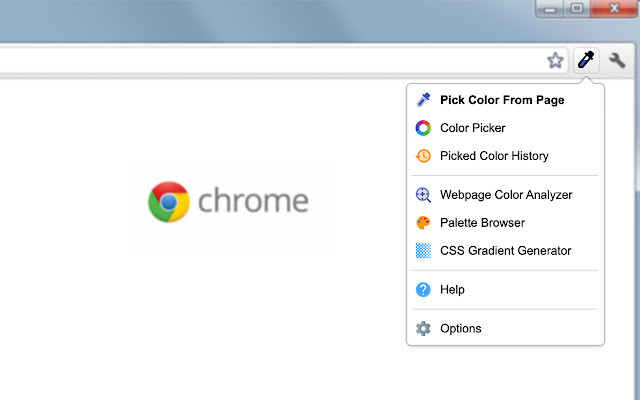 Pick Color From Page
Color Picker
Picked Color History
chrome
Webpage Color Analyzer
Palette Browser
CSS Gradient Generator
Help
Options